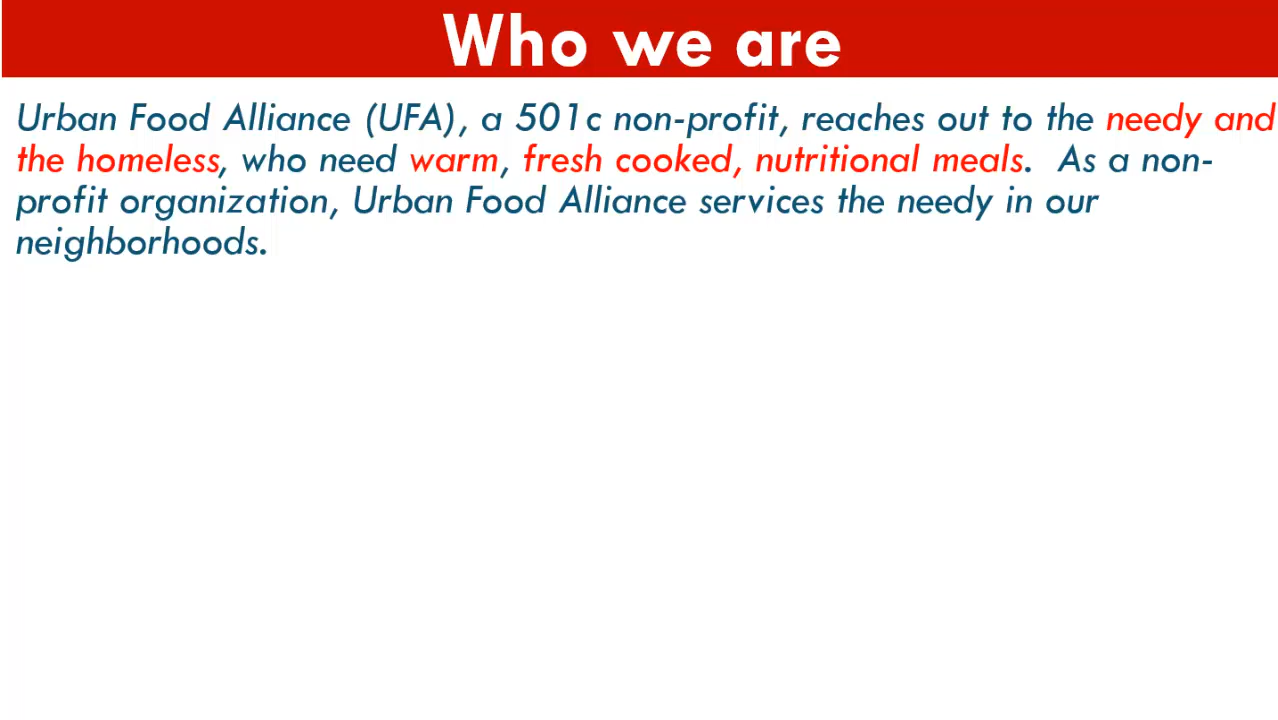 Who we are
Urban Food Alliance (UFA), a 501c non-profit, reaches out to the needy and
the homeless, who need warm, fresh cooked, nutritional meals.  As a non-
profit organization, Urban Food Alliance services the needy in our
neighborhoods.